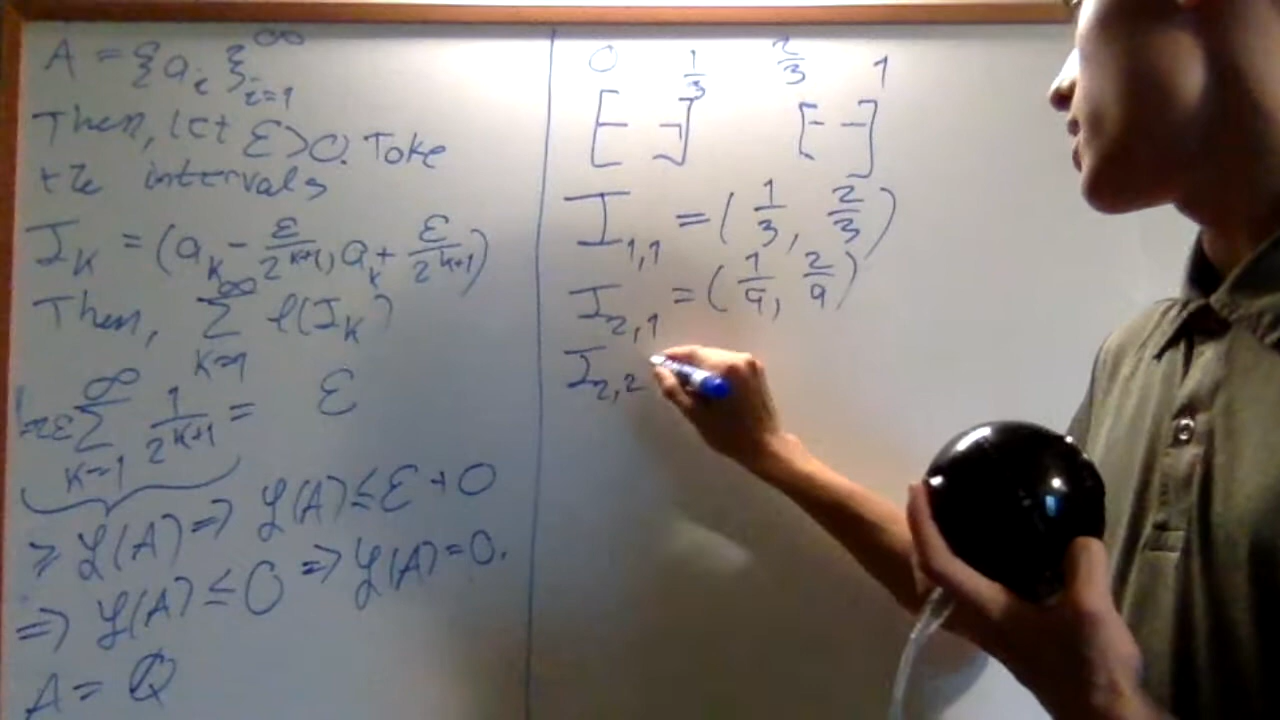 A = {a_i}_{i=1}^∞
Then, let ε>0. Take
the intervals
I_K = (a_K - ε/2^{K+1}, a_K + ε/2^{K+1})
Then, ∑_{K=1}^∞ ℓ(I_K)
=2ε∑_{K=1}^∞ 1/2^{K+1} = ε
≥ ℒ(A) ⇒ ℒ(A) ≤ ε + 0
⇒ ℒ(A) ≤ 0 ⇒ ℒ(A) = 0.
A = ℚ
0 1/3 2/3 1
[ ] [ ]
I_{1,1} = (1/3, 2/3)
I_{2,1} = (1/9, 2/9)
I_{2,2}